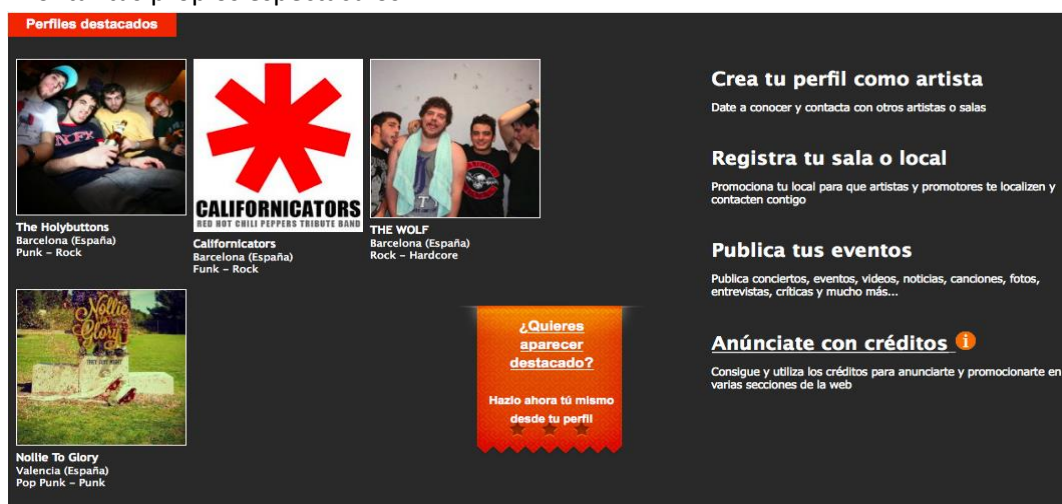 Perfiles destacados
NOFX
CALIFORNICATORS
RED HOT CHILI PEPPERS TRIBUTE BAND
The Holybuttons
Barcelona (España)
Punk – Rock
Californicators
Barcelona (España)
Funk – Rock
THE WOLF
Barcelona (España)
Rock – Hardcore
Nollie
to
Glory
Nollie To Glory
Valencia (España)
Pop Punk – Punk
¿Quieres
aparecer
destacado?
Hazlo ahora tú mismo
desde tu perfil
Crea tu perfil como artista
Date a conocer y contacta con otros artistas o salas
Registra tu sala o local
Promociona tu local para que artistas y promotores te localizen y
contacten contigo
Publica tus eventos
Publica conciertos, eventos, videos, noticias, canciones, fotos,
entrevistas, críticas y mucho más...
Anúnciate con créditos i
Consigue y utiliza los créditos para anunciarte y promocionarte en
varias secciones de la web